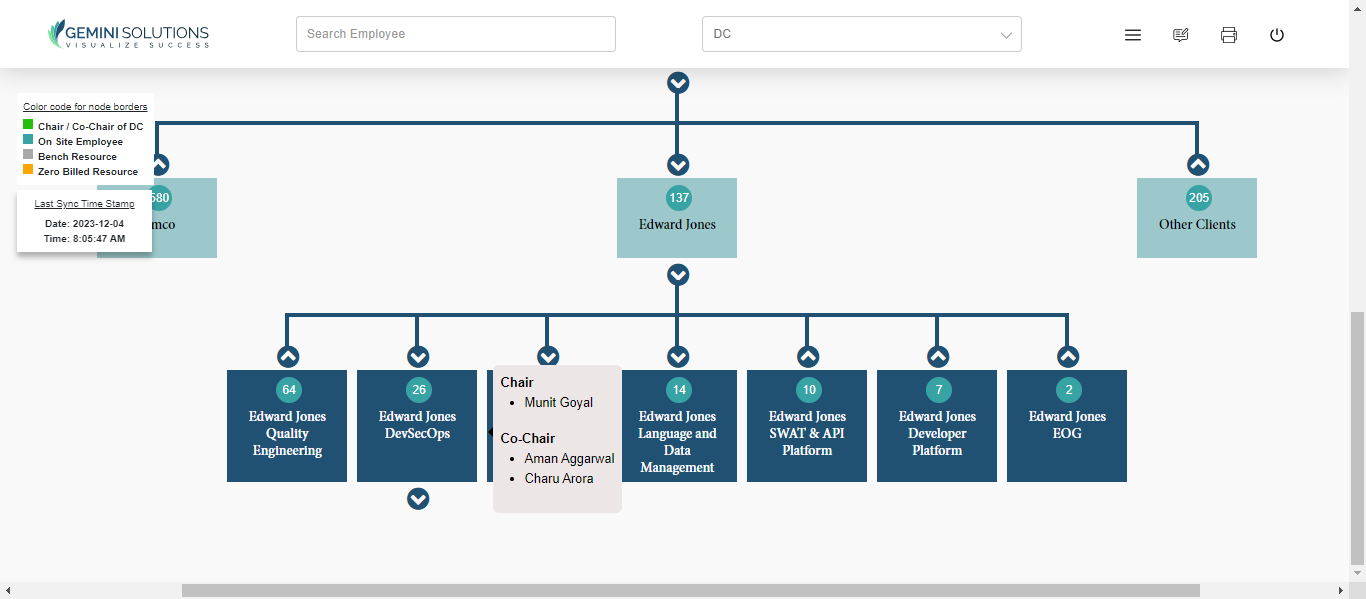 GEMINI SOLUTIONS
VISUALIZE SUCCESS
Search Employee
DC
Color code for node borders
Chair / Co-Chair of DC
On Site Employee
Bench Resource
Zero Billed Resource
Last Sync Time Stamp
Date: 2023-12-04
Time: 8:05:47 AM
580
mco
137
Edward Jones
205
Other Clients
64
Edward Jones
Quality
Engineering
26
Edward Jones
DevSecOps
Chair
• Munit Goyal
Co-Chair
• Aman Aggarwal
• Charu Arora
14
Edward Jones
Language and
Data
Management
10
Edward Jones
SWAT & API
Platform
7
Edward Jones
Developer
Platform
2
Edward Jones
EOG